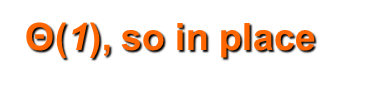 Θ(1), so in place